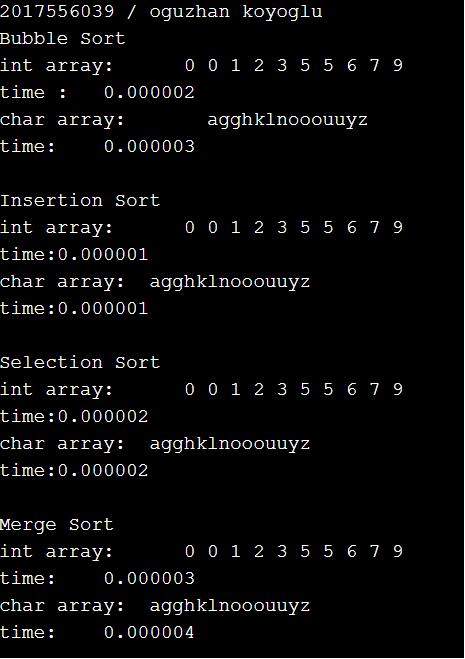 2017556039 / oguzhan koyoglu
Bubble Sort
int array:      0 0 1 2 3 5 5 6 7 9
time :   0.000002
char array:       agghklnooouuyz
time:    0.000003

Insertion Sort
int array:      0 0 1 2 3 5 5 6 7 9
time:0.000001
char array:  agghklnooouuyz
time:0.000001

Selection Sort
int array:      0 0 1 2 3 5 5 6 7 9
time:0.000002
char array:  agghklnooouuyz
time:0.000002

Merge Sort
int array:      0 0 1 2 3 5 5 6 7 9
time:    0.000003
char array:  agghklnooouuyz
time:    0.000004